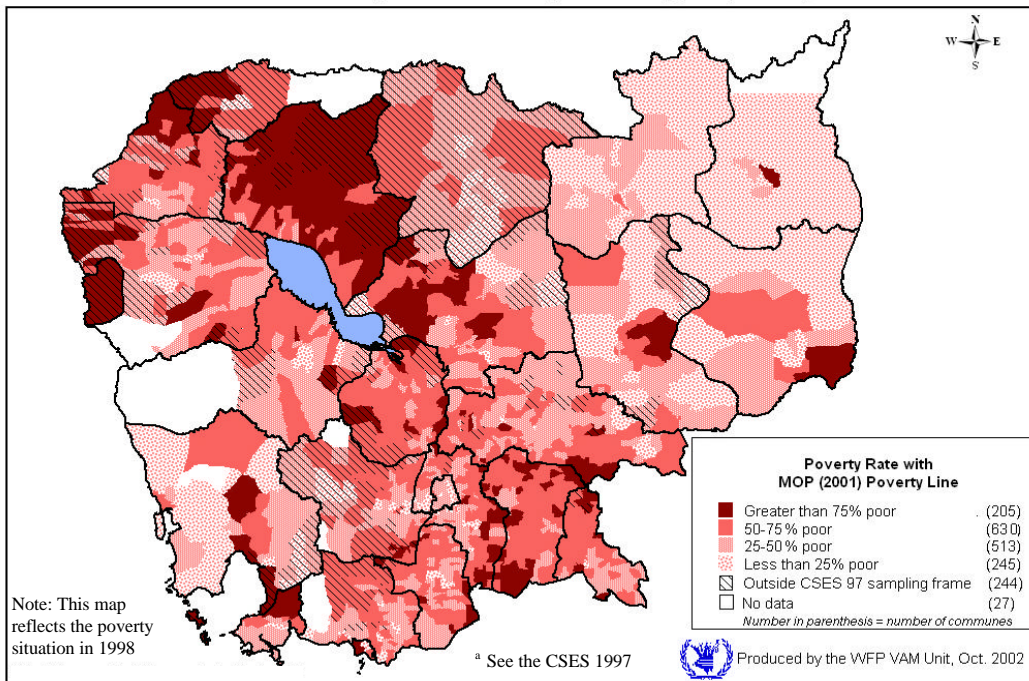 N
W E
S
Poverty Rate with
MOP (2001) Poverty Line
Greater than 75% poor . (205)
50-75% poor (630)
25-50% poor (513)
Less than 25% poor (245)
Outside CSES 97 sampling frame (244)
No data (27)
Number in parenthesis = number of communes
Note: This map
reflects the poverty
situation in 1998
a See the CSES 1997
Produced by the WFP VAM Unit, Oct. 2002